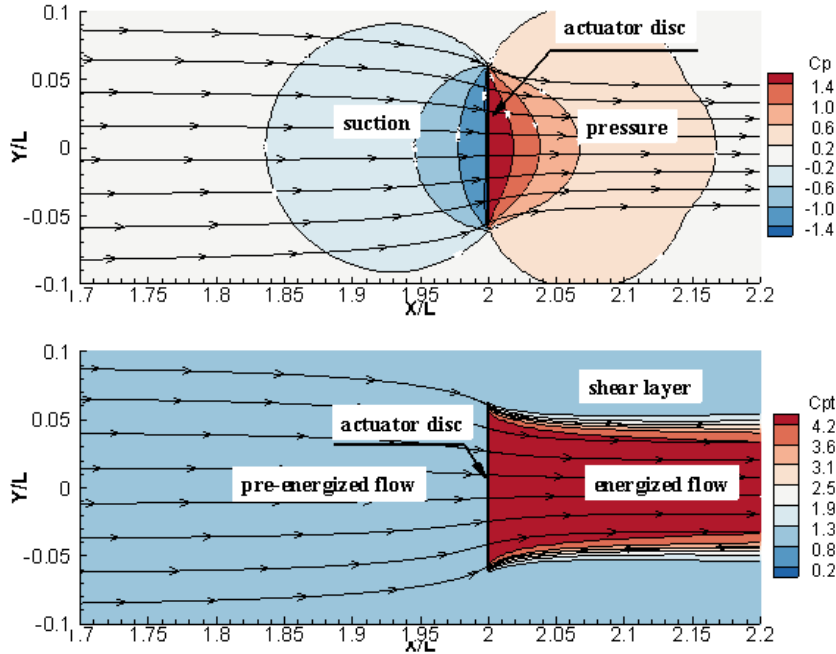 0.1
actuator disc
Cp
0.05
1.4
1.0
suction
pressure
0.6
Y/L
0
0.2
-0.2
-0.6
-0.05
-1.0
-1.4
-0.1
1.7 1.75 1.8 1.85 1.9 1.95 2 2.05 2.1 2.15 2.2
X/L
0.1
shear layer
Cpt
0.05
actuator disc
4.2
3.6
3.1
Y/L
0
pre-energized flow
energized flow
2.5
1.9
1.3
-0.05
0.8
0.2
-0.1
1.7 1.75 1.8 1.85 1.9 1.95 2 2.05 2.1 2.15 2.2
X/L